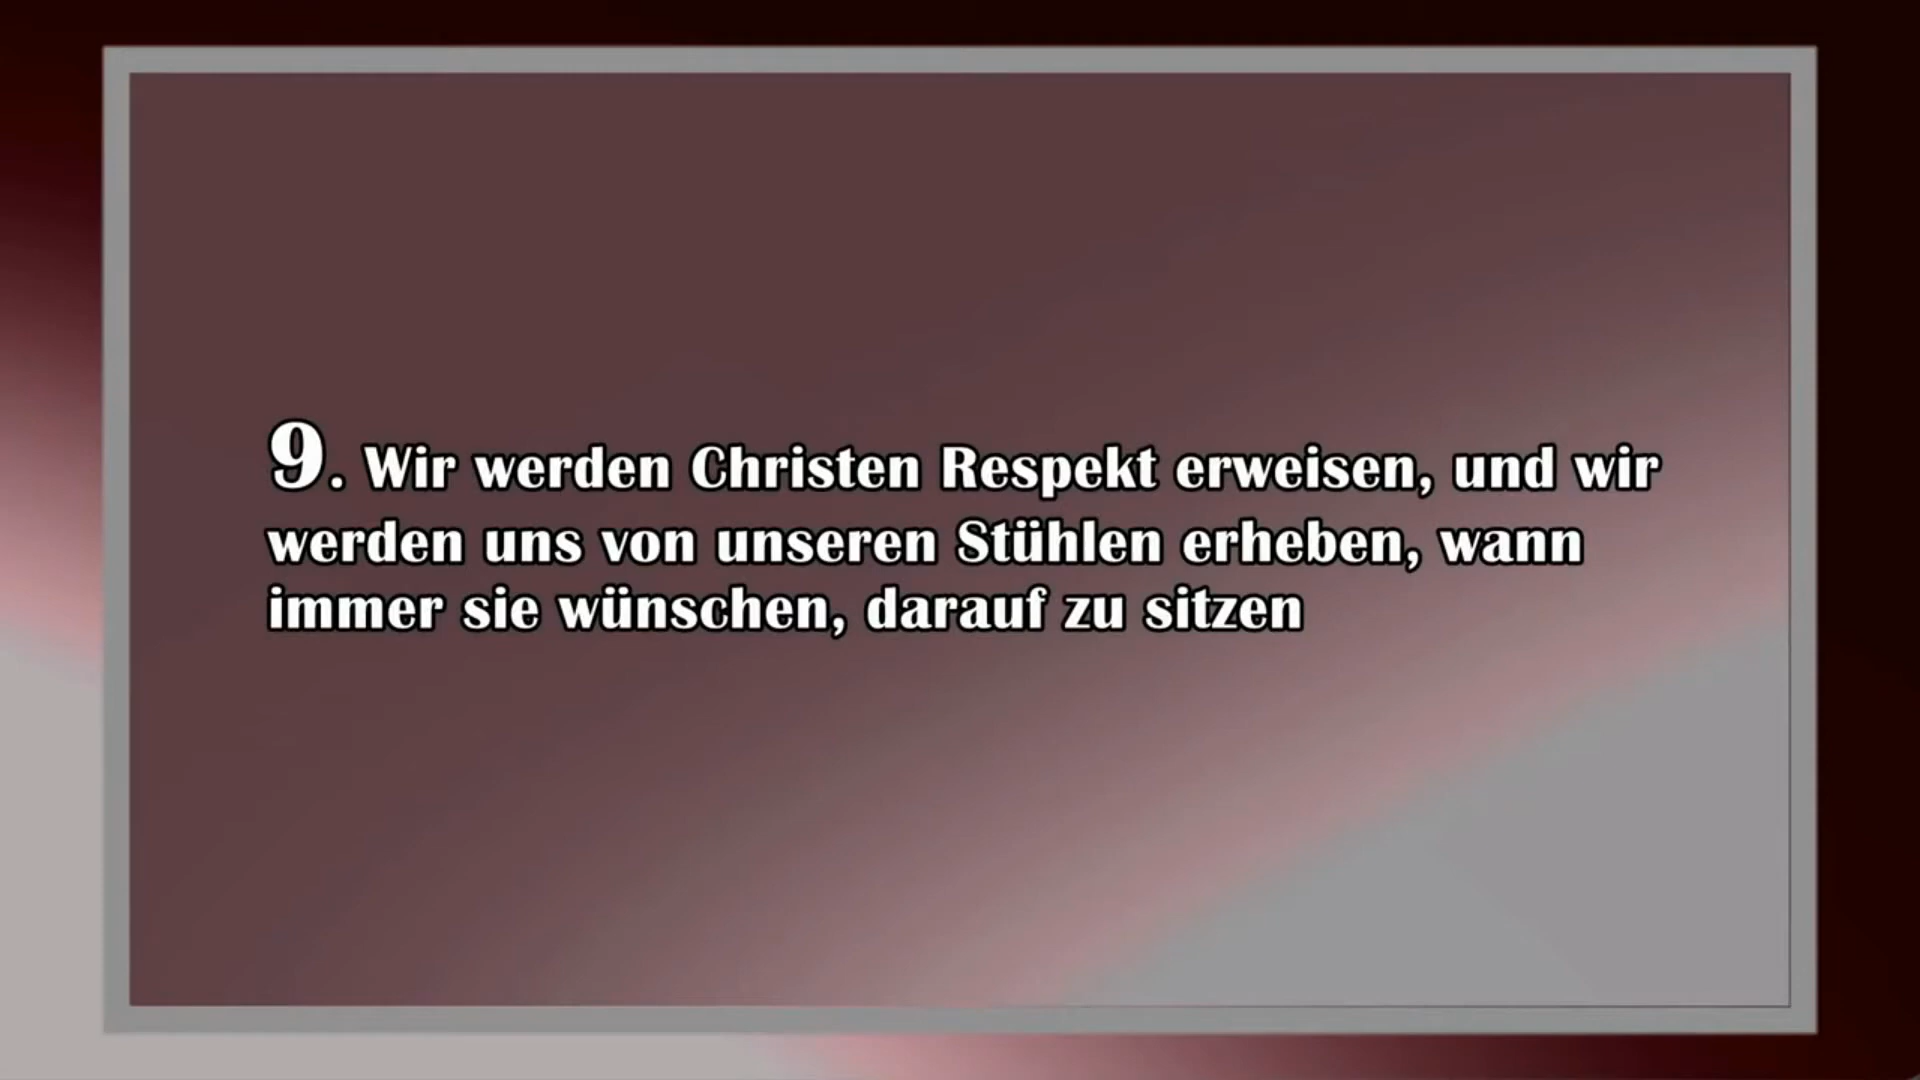 9. Wir werden Christen Respekt erweisen, und wir
werden uns von unseren Stühlen erheben, wann
immer sie wünschen, darauf zu sitzen